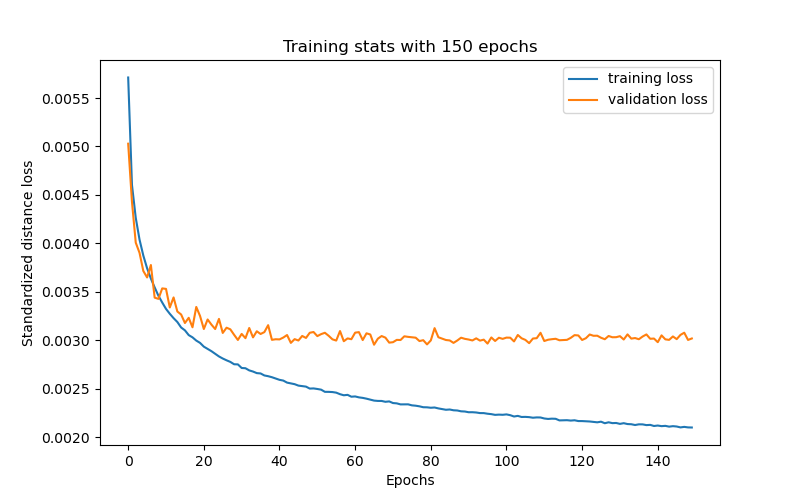 Training stats with 150 epochs
training loss
validation loss
Standardized distance loss
0.0055
0.0050
0.0045
0.0040
0.0035
0.0030
0.0025
0.0020
0 20 40 60 80 100 120 140
Epochs